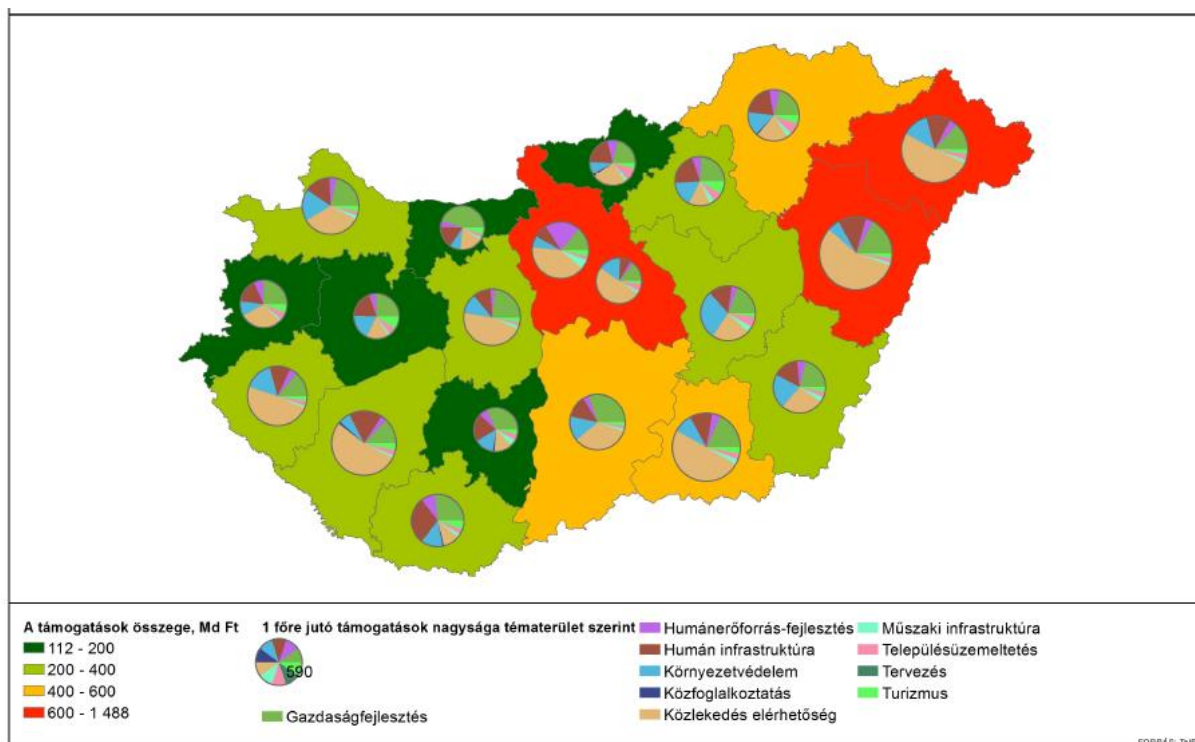 A támogatások összege, Md Ft
112 - 200
200 - 400
400 - 600
600 - 1 488
1 főre jutó támogatások nagysága tématerület szerint
590
Gazdaságfejlesztés
Humánerőforrás-fejlesztés
Humán infrastruktúra
Környezetvédelem
Közfoglalkoztatás
Közlekedés elérhetőség
Műszaki infrastruktúra
Településüzemeltetés
Tervezés
Turizmus